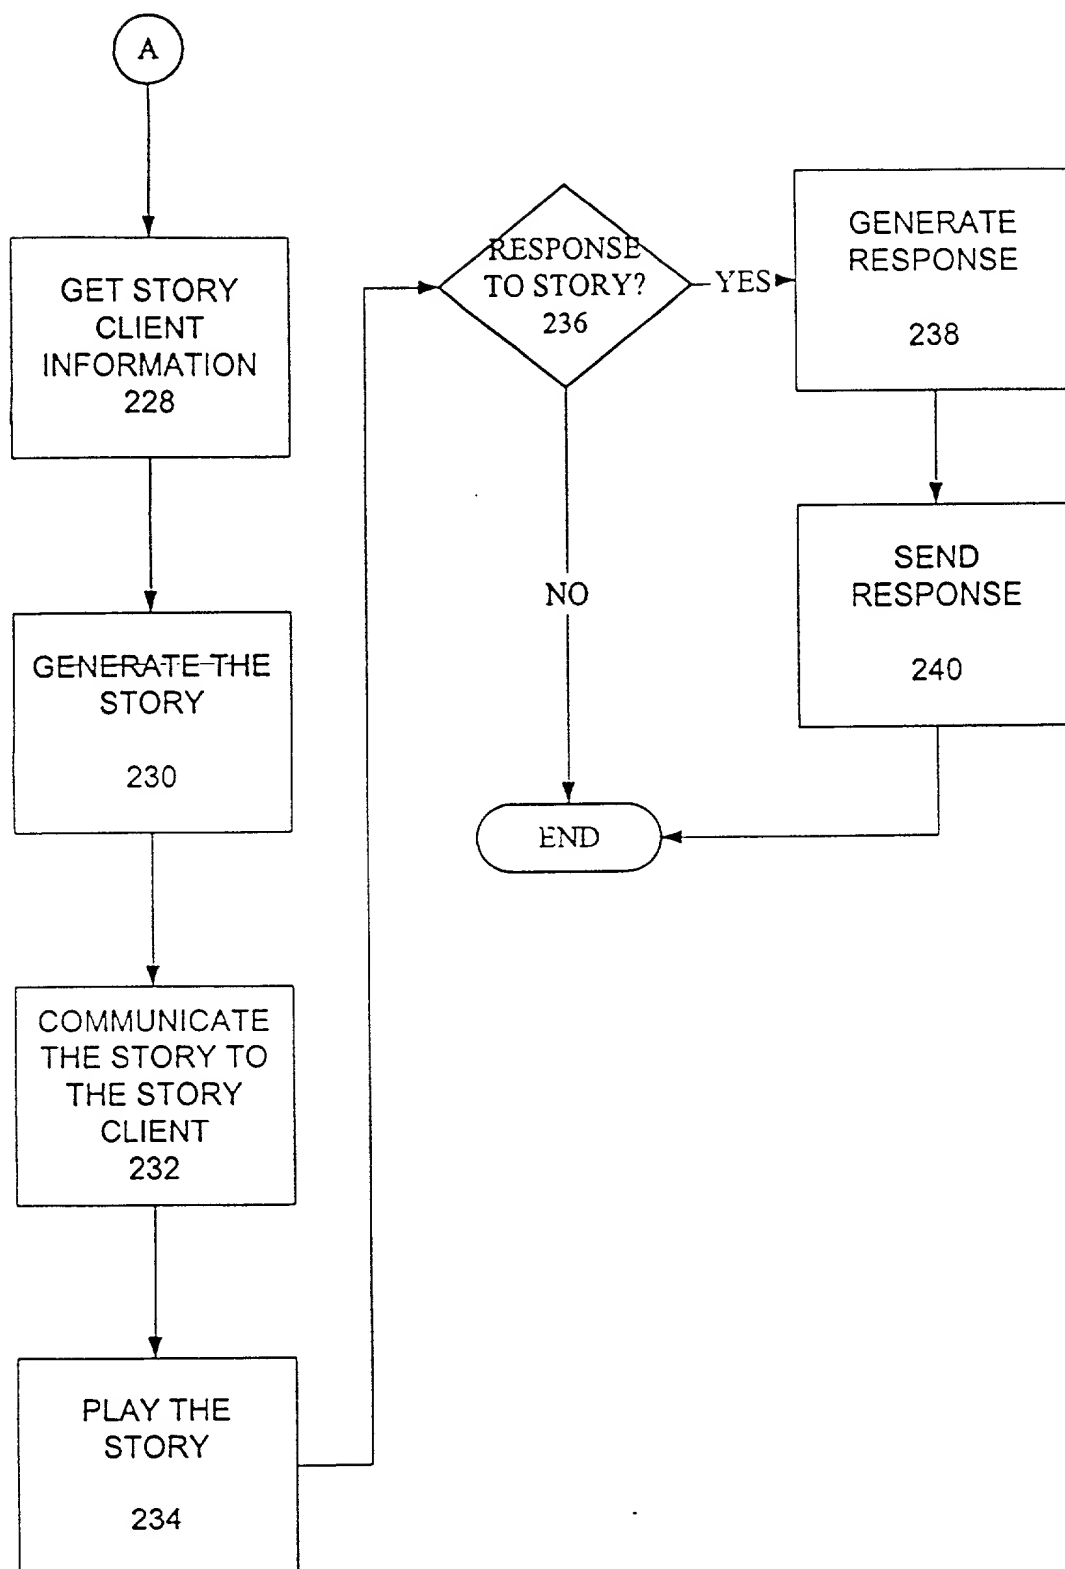 A
GET STORY
CLIENT
INFORMATION
228
GENERATE THE
STORY
230
COMMUNICATE
THE STORY TO
THE STORY
CLIENT
232
PLAY THE
STORY
234
RESPONSE
TO STORY?
236
YES
NO
GENERATE
RESPONSE
238
SEND
RESPONSE
240
END